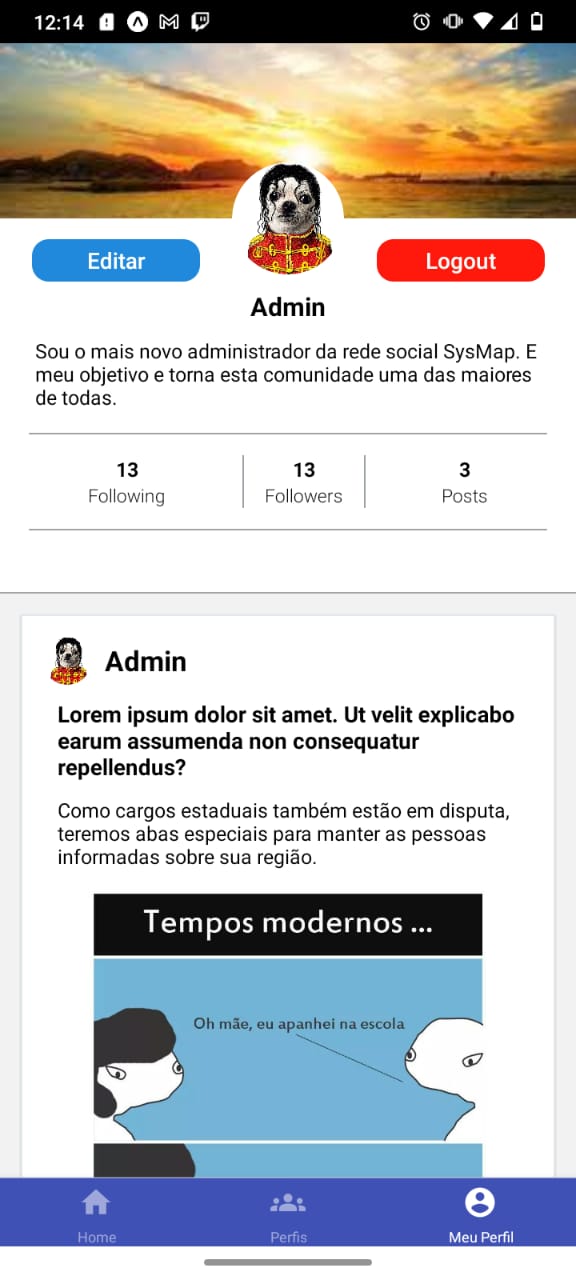 12:14
Editar
Logout
Admin
Sou o mais novo administrador da rede social SysMap. E
meu objetivo e torna esta comunidade uma das maiores
de todas.
13
Following
13
Followers
3
Posts
Admin
Lorem ipsum dolor sit amet. Ut velit explicabo
earum assumenda non consequatur
repellendus?
Como cargos estaduais também estão em disputa,
teremos abas especiais para manter as pessoas
informadas sobre sua região.
Tempos modernos ...
Oh mãe, eu apanhei na escola
Home
Perfis
Meu Perfil